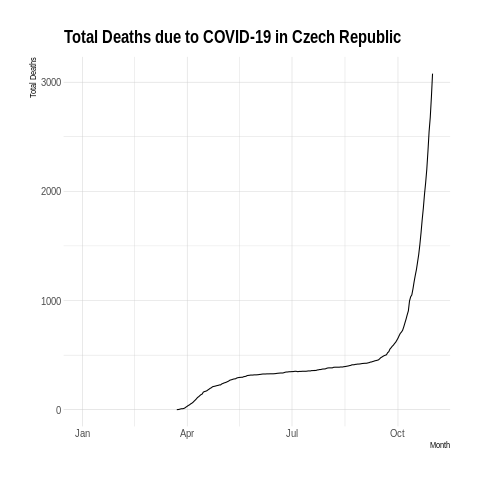 Total Deaths due to COVID-19 in Czech Republic
Total Deaths
3000
2000
1000
0
Jan Apr Jul Oct
Month